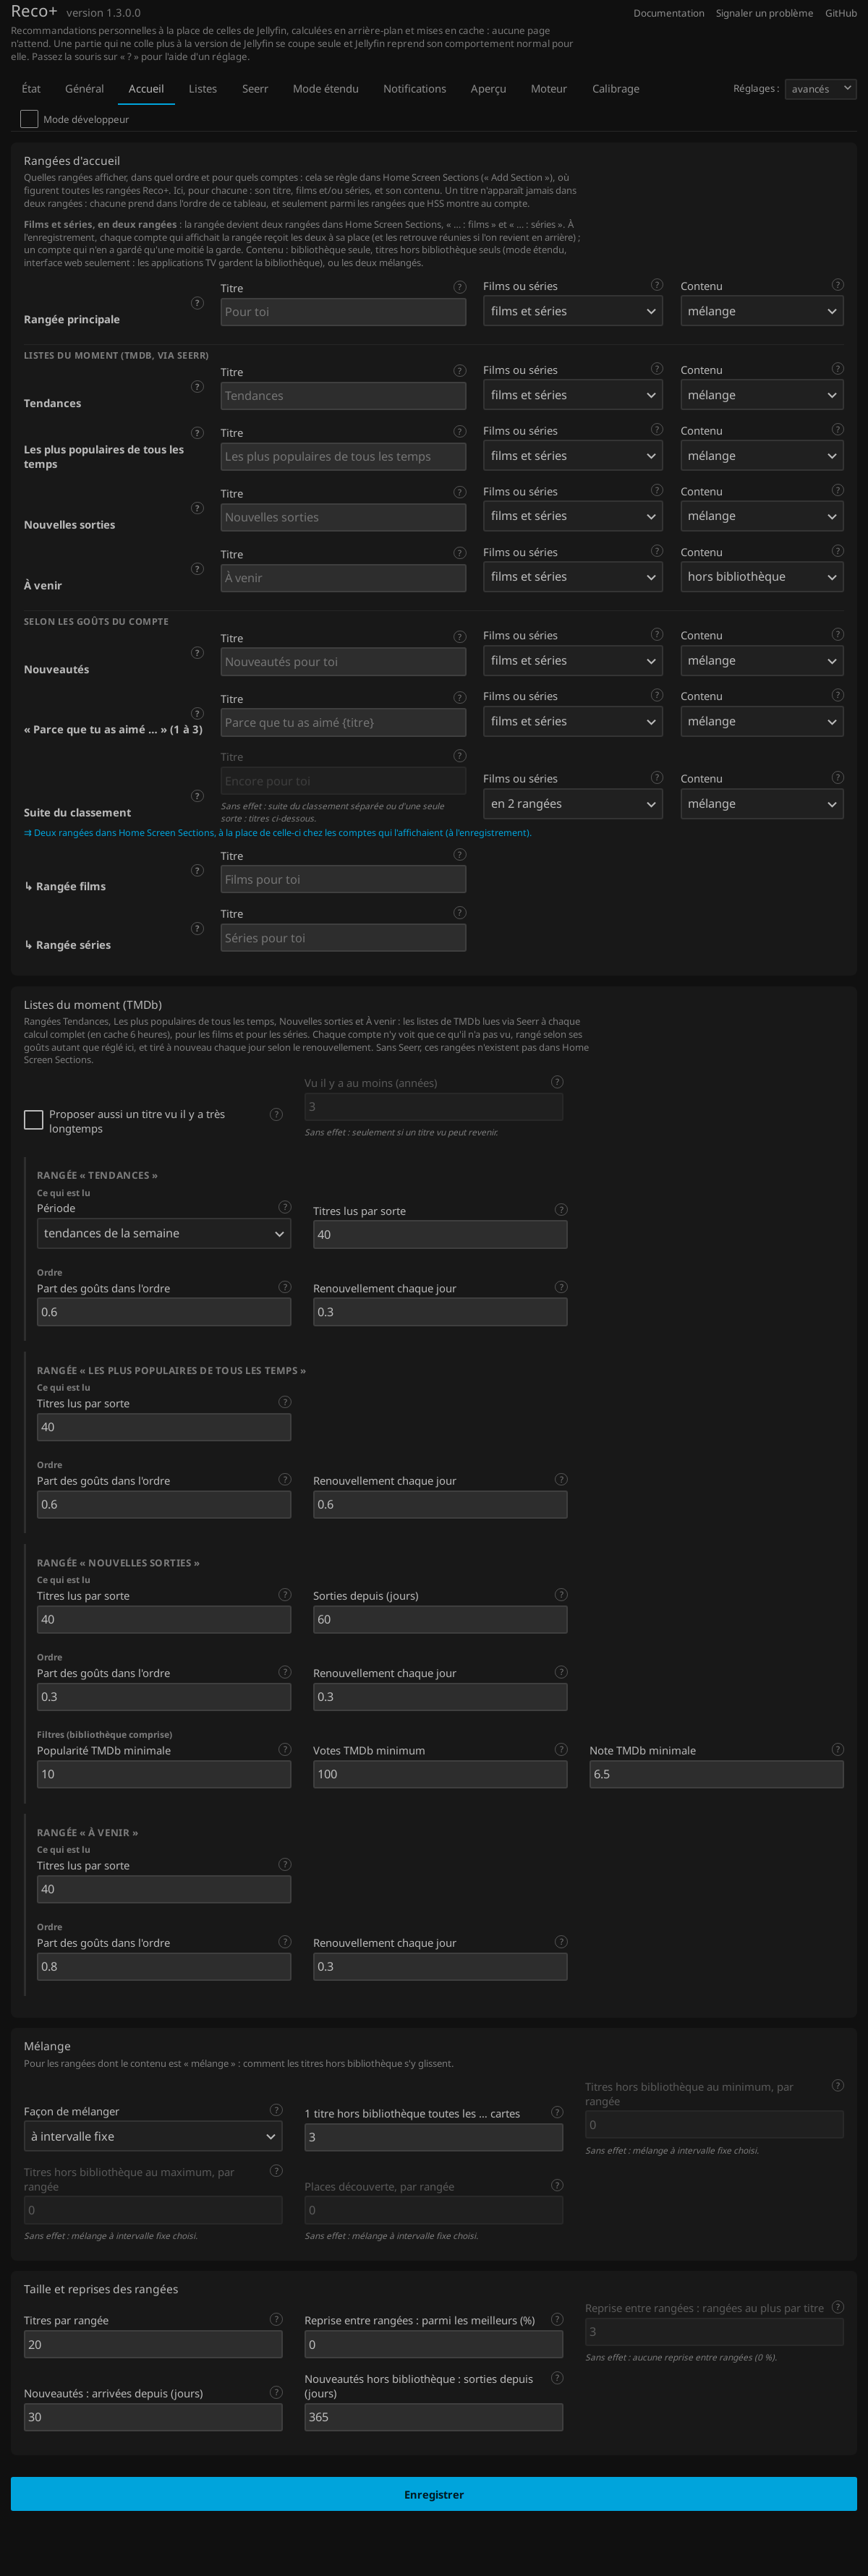 Reco+ version 1.3.0.0
Documentation Signaler un problème GitHub
Recommandations personnelles à la place de celles de Jellyfin, calculées en arrière-plan et mises en cache : aucune page
n'attend. Une partie qui ne colle plus à la version de Jellyfin se coupe seule et Jellyfin reprend son comportement normal pour
elle. Passez la souris sur « ? » pour l'aide d'un réglage.
État Général Accueil Listes Seerr Mode étendu Notifications Aperçu Moteur Calibrage
Réglages : avancés
Mode développeur
Rangées d'accueil
Quelles rangées afficher, dans quel ordre et pour quels comptes : cela se règle dans Home Screen Sections (« Add Section »), où
figurent toutes les rangées Reco+. Ici, pour chacune : son titre, films et/ou séries, et son contenu. Un titre n'apparaît jamais dans
deux rangées : chacune prend dans l'ordre de ce tableau, et seulement parmi les rangées que HSS montre au compte.
Films et séries, en deux rangées : la rangée devient deux rangées dans Home Screen Sections, « … : films » et « … : séries ». À
l'enregistrement, chaque compte qui affichait la rangée reçoit les deux à sa place (et les retrouve réunies si l'on revient en arrière) ;
un compte qui n'en a gardé qu'une moitié la garde. Contenu : bibliothèque seule, titres hors bibliothèque seuls (mode étendu,
interface web seulement : les applications TV gardent la bibliothèque), ou les deux mélangés.
Titre ? Films ou séries ? Contenu ?
Rangée principale ? Pour toi films et séries mélange
LISTES DU MOMENT (TMDB, VIA SEERR)
Titre ? Films ou séries ? Contenu ?
Tendances ? Tendances films et séries mélange
Titre ? Films ou séries ? Contenu ?
Les plus populaires de tous les
temps ? Les plus populaires de tous les temps films et séries mélange
Titre ? Films ou séries ? Contenu ?
Nouvelles sorties ? Nouvelles sorties films et séries mélange
Titre ? Films ou séries ? Contenu ?
À venir ? À venir films et séries hors bibliothèque
SELON LES GOÛTS DU COMPTE
Titre ? Films ou séries ? Contenu ?
Nouveautés ? Nouveautés pour toi films et séries mélange
Titre ? Films ou séries ? Contenu ?
« Parce que tu as aimé … » (1 à 3) ? Parce que tu as aimé {titre} films et séries mélange
Titre ? Films ou séries ? Contenu ?
Suite du classement ? Encore pour toi en 2 rangées mélange
Sans effet : suite du classement séparée ou d'une seule
sorte : titres ci-dessous.
⇉ Deux rangées dans Home Screen Sections, à la place de celle-ci chez les comptes qui l'affichaient (à l'enregistrement).
Titre ?
↳ Rangée films ? Films pour toi
Titre ?
↳ Rangée séries ? Séries pour toi
Listes du moment (TMDb)
Rangées Tendances, Les plus populaires de tous les temps, Nouvelles sorties et À venir : les listes de TMDb lues via Seerr à chaque
calcul complet (en cache 6 heures), pour les films et pour les séries. Chaque compte n'y voit que ce qu'il n'a pas vu, rangé selon ses
goûts autant que réglé ici, et tiré à nouveau chaque jour selon le renouvellement. Sans Seerr, ces rangées n'existent pas dans Home
Screen Sections.
Proposer aussi un titre vu il y a très
longtemps ?
Vu il y a au moins (années) ?
3
Sans effet : seulement si un titre vu peut revenir.
RANGÉE « TENDANCES »
Ce qui est lu
Période ? Titres lus par sorte ?
tendances de la semaine 40
Ordre
Part des goûts dans l'ordre ? Renouvellement chaque jour ?
0.6 0.3
RANGÉE « LES PLUS POPULAIRES DE TOUS LES TEMPS »
Ce qui est lu
Titres lus par sorte ?
40
Ordre
Part des goûts dans l'ordre ? Renouvellement chaque jour ?
0.6 0.6
RANGÉE « NOUVELLES SORTIES »
Ce qui est lu
Titres lus par sorte ? Sorties depuis (jours) ?
40 60
Ordre
Part des goûts dans l'ordre ? Renouvellement chaque jour ?
0.3 0.3
Filtres (bibliothèque comprise)
Popularité TMDb minimale ? Votes TMDb minimum ? Note TMDb minimale ?
10 100 6.5
RANGÉE « À VENIR »
Ce qui est lu
Titres lus par sorte ?
40
Ordre
Part des goûts dans l'ordre ? Renouvellement chaque jour ?
0.8 0.3
Mélange
Pour les rangées dont le contenu est « mélange » : comment les titres hors bibliothèque s'y glissent.
Façon de mélanger ?
à intervalle fixe
1 titre hors bibliothèque toutes les … cartes ?
3
Titres hors bibliothèque au minimum, par
rangée ?
0
Sans effet : mélange à intervalle fixe choisi.
Titres hors bibliothèque au maximum, par
rangée ?
0
Sans effet : mélange à intervalle fixe choisi.
Places découverte, par rangée ?
0
Sans effet : mélange à intervalle fixe choisi.
Taille et reprises des rangées
Titres par rangée ?
20
Reprise entre rangées : parmi les meilleurs (%) ?
0
Reprise entre rangées : rangées au plus par titre ?
3
Sans effet : aucune reprise entre rangées (0 %).
Nouveautés : arrivées depuis (jours) ?
30
Nouveautés hors bibliothèque : sorties depuis
(jours) ?
365
Enregistrer